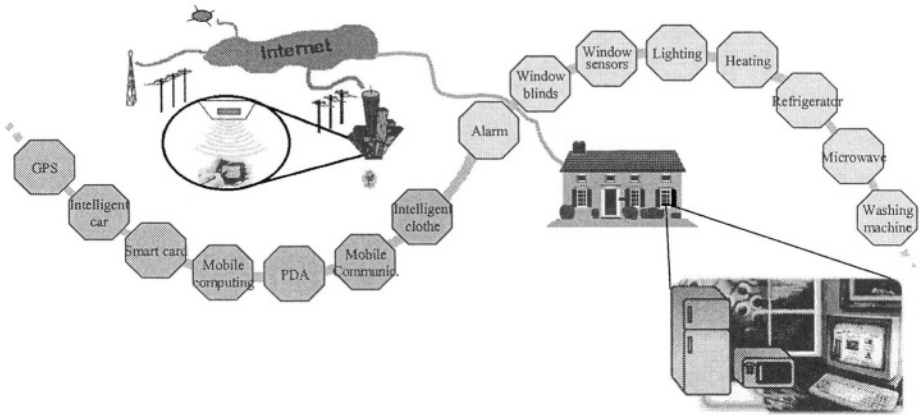 Internet
GPS
Intelligent
car
Smart card
Mobile
computing
PDA
Mobile
Communic.
Intelligent
clothe
Alarm
Window
blinds
Window
sensors
Lighting
Heating
Refrigerator
Microwave
Washing
machine